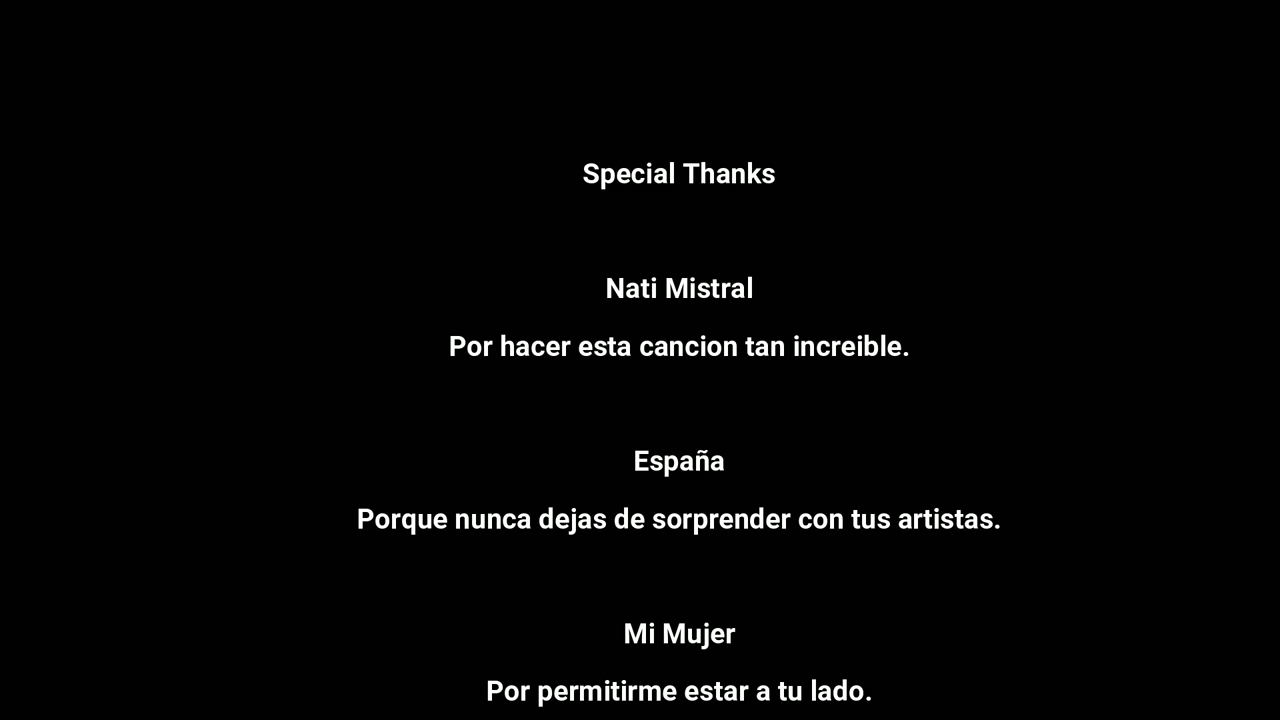 Special Thanks
Nati Mistral
Por hacer esta cancion tan increible.
España
Porque nunca dejas de sorprender con tus artistas.
Mi Mujer
Por permitirme estar a tu lado.